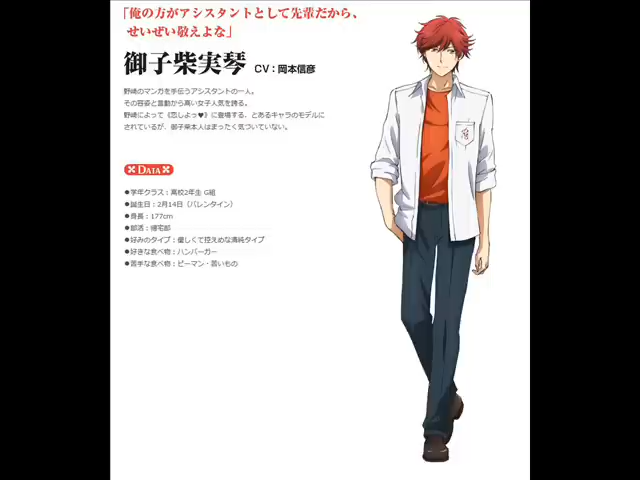 「俺の方がアシスタントとして先輩だから、
せいぜい敬えよな」
御子柴実琴 CV：岡本信彦
野崎のマンガを手伝うアシスタントの一人。
その容姿と言動から高い女子人気を誇る。
野崎によって《恋しよっ♥》に登場する、とあるキャラのモデルに
されているが、御子柴本人はまったく気づいていない。
DATA
●学年クラス：高校2年生 G組
●誕生日：2月14日（バレンタイン）
●身長：177cm
●部活：帰宅部
●好みのタイプ：優しくて控えめな清純タイプ
●好きな食べ物：ハンバーガー
●苦手な食べ物：ピーマン・苦いもの